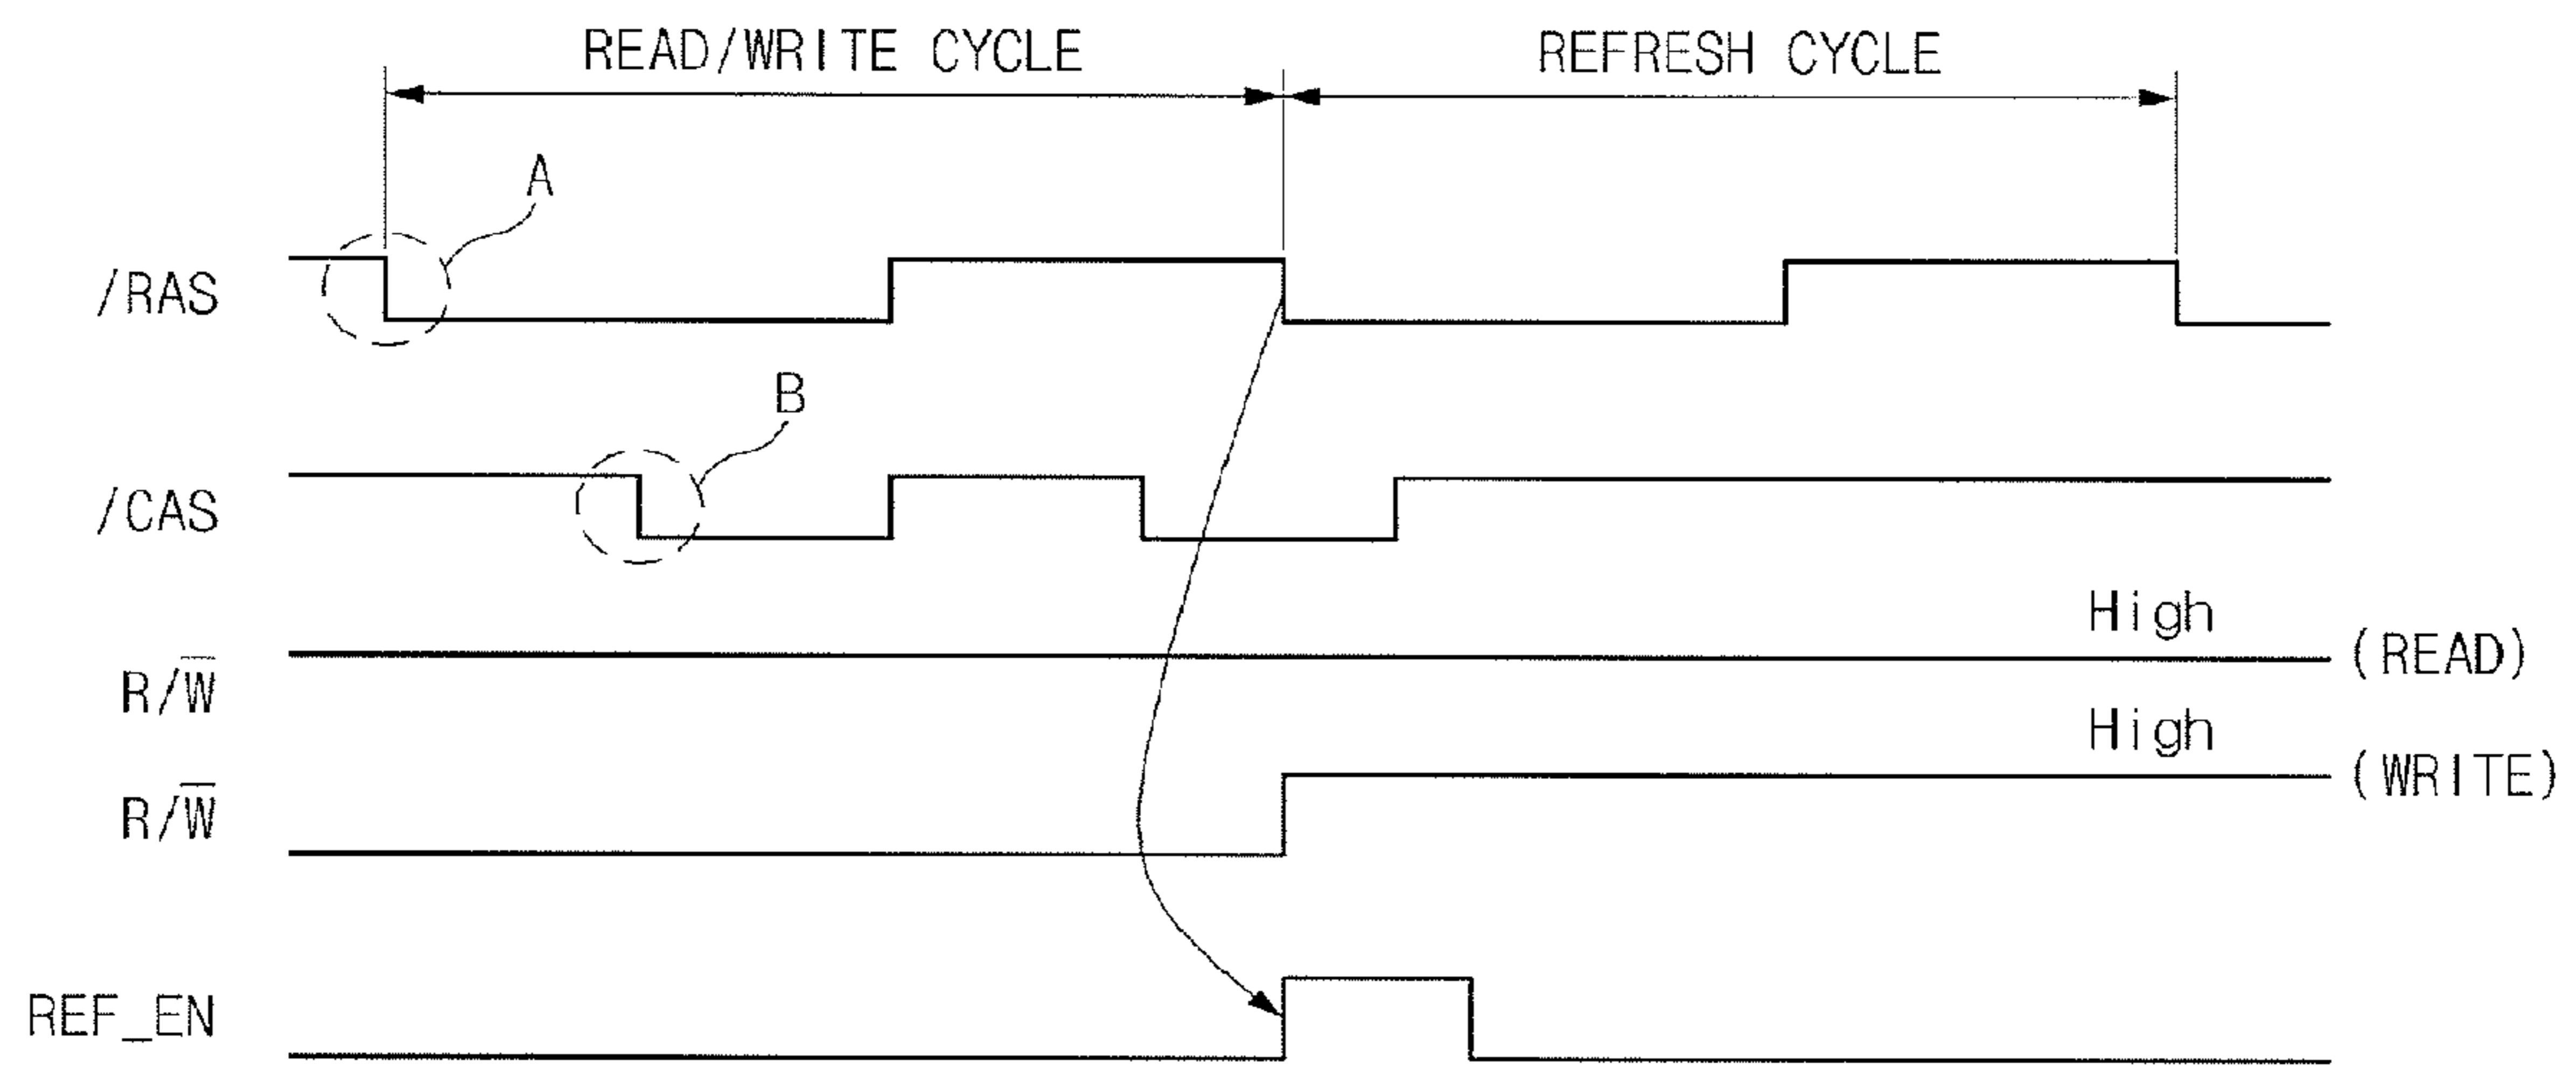 READ/WRITE CYCLE
REFRESH CYCLE
A
/RAS
B
/CAS
High
R/W̅
(READ)
High
R/W̅
(WRITE)
REF_EN